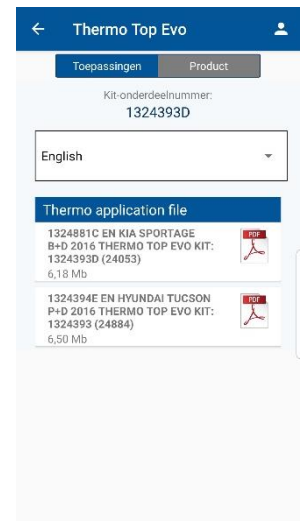 Thermo Top Evo
Toepassingen Product
Kit-onderdeelnummer:
1324393D
English
Thermo application file
1324881C EN KIA SPORTAGE
B+D 2016 THERMO TOP EVO KIT:
1324393D (24053)
6,18 Mb
PDF
1324394E EN HYUNDAI TUCSON
P+D 2016 THERMO TOP EVO KIT:
1324393 (24884)
6,50 Mb
PDF